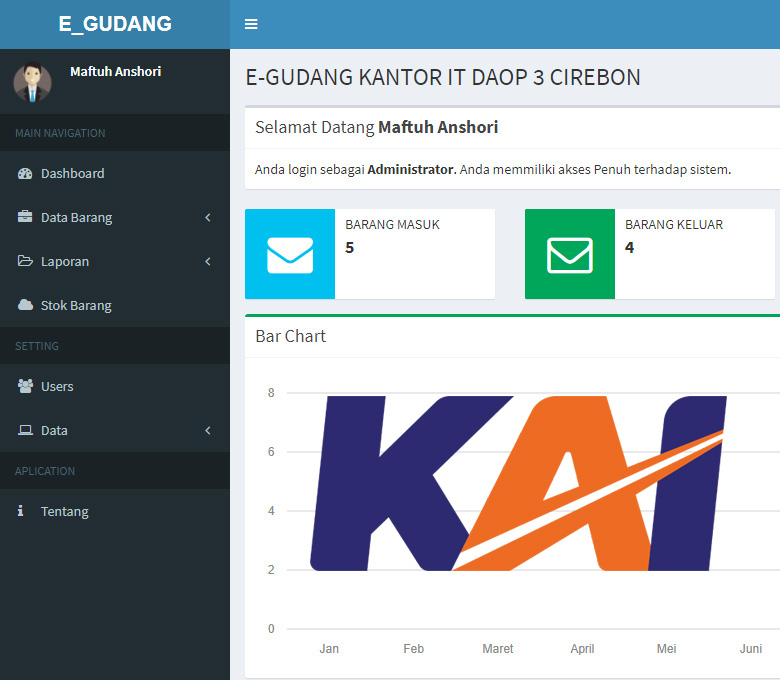 E_GUDANG
Maftuh Anshori
MAIN NAVIGATION
Dashboard
Data Barang
Laporan
Stok Barang
SETTING
Users
Data
APLICATION
Tentang
E-GUDANG KANTOR IT DAOP 3 CIREBON
Selamat Datang Maftuh Anshori
Anda login sebagai Administrator. Anda memmiliki akses Penuh terhadap sistem.
BARANG MASUK
5
BARANG KELUAR
4
Bar Chart
8
6
4
2
0
KAI
Jan Feb Maret April Mei Juni